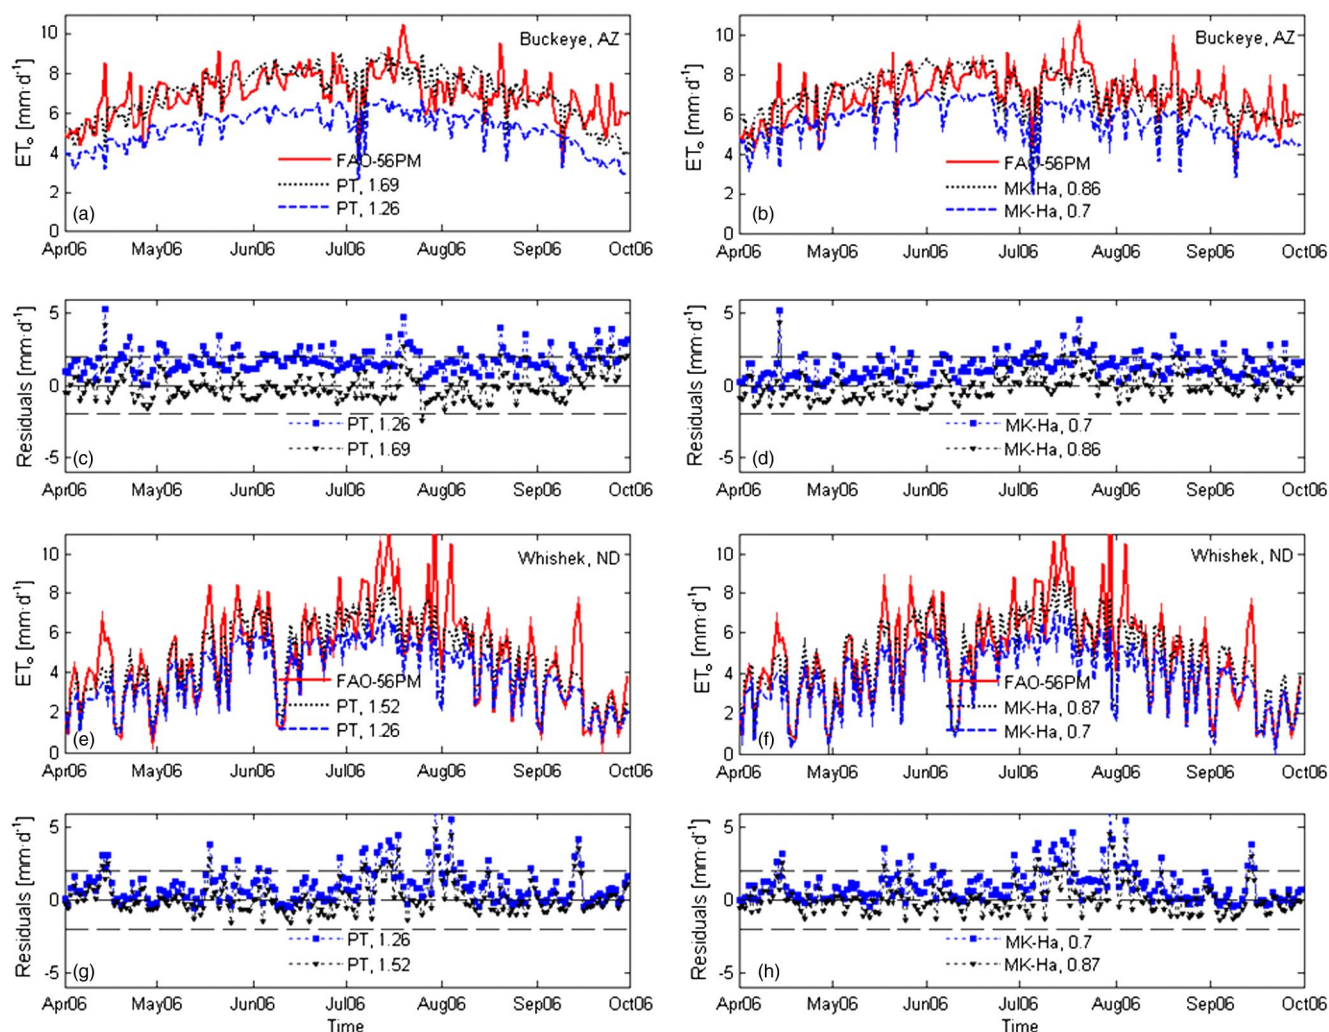 10
8
6
4
2
0
ETₒ [mm·d⁻¹]
Buckeye, AZ
FAO-56PM
PT, 1.69
PT, 1.26
(a)
Apr06 May06 Jun06 Jul06 Aug06 Sep06 Oct06
10
8
6
4
2
0
ETₒ [mm·d⁻¹]
Buckeye, AZ
FAO-56PM
MK-Ha, 0.86
MK-Ha, 0.7
(b)
Apr06 May06 Jun06 Jul06 Aug06 Sep06 Oct06
5
0
-5
Residuals [mm·d⁻¹]
PT, 1.26
PT, 1.69
(c)
Apr06 May06 Jun06 Jul06 Aug06 Sep06 Oct06
5
0
-5
Residuals [mm·d⁻¹]
MK-Ha, 0.7
MK-Ha, 0.86
(d)
Apr06 May06 Jun06 Jul06 Aug06 Sep06 Oct06
10
8
6
4
2
0
ETₒ [mm·d⁻¹]
Whishek, ND
FAO-56PM
PT, 1.52
PT, 1.26
(e)
Apr06 May06 Jun06 Jul06 Aug06 Sep06 Oct06
10
8
6
4
2
0
ETₒ [mm·d⁻¹]
Whishek, ND
FAO-56PM
MK-Ha, 0.87
MK-Ha, 0.7
(f)
Apr06 May06 Jun06 Jul06 Aug06 Sep06 Oct06
5
0
-5
Residuals [mm·d⁻¹]
PT, 1.26
PT, 1.52
(g)
Apr06 May06 Jun06 Jul06 Aug06 Sep06 Oct06
Time
5
0
-5
Residuals [mm·d⁻¹]
MK-Ha, 0.7
MK-Ha, 0.87
(h)
Apr06 May06 Jun06 Jul06 Aug06 Sep06 Oct06
Time